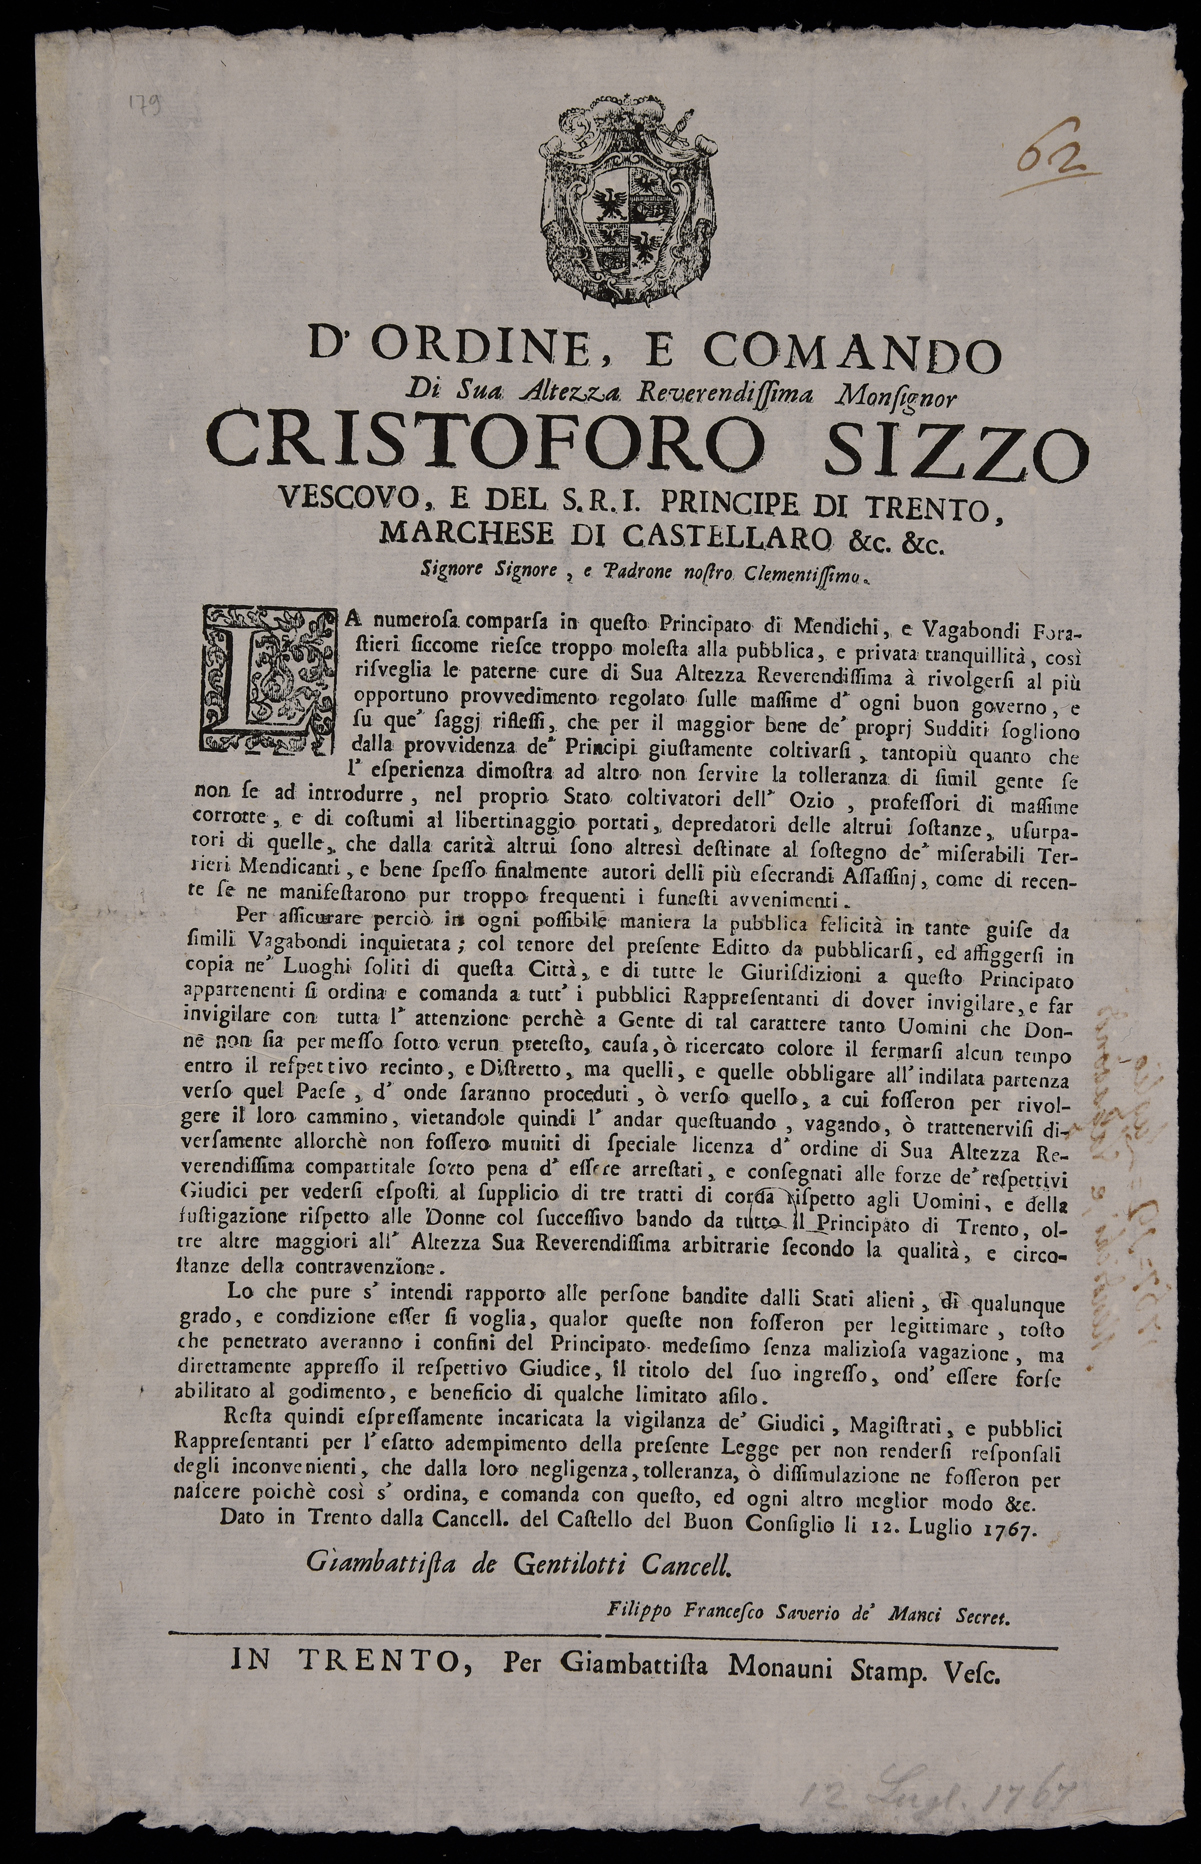 179
62
D' ORDINE, E COMANDO
Di Sua Altezza Reverendiſſima Monſignor
CRISTOFORO SIZZO
VESCOVO, E DEL S. R. I. PRINCIPE DI TRENTO,
MARCHESE DI CASTELLARO &c. &c.
Signore Signore, e Padrone noſtro Clementiſſimo.
LA numeroſa comparſa in queſto Principato di Mendichi, e Vagabondi Fora-
ſtieri ſiccome rieſce troppo moleſta alla pubblica, e privata tranquillità, così
riſveglia le paterne cure di Sua Altezza Reverendiſſima à rivolgerſi al più
opportuno provvedimento regolato ſulle maſſime d' ogni buon governo, e
ſu que' ſaggj rifleſſi, che per il maggior bene de' proprj Sudditi ſogliono
dalla provvidenza de' Principi giuſtamente coltivarſi, tantopiù quanto che
l' eſperienza dimoſtra ad altro non ſervire la tolleranza di ſimil gente ſe
non ſe ad introdurre, nel proprio Stato coltivatori dell' Ozio, profeſſori di maſſime
corrotte, e di coſtumi al libertinaggio portati, depredatori delle altrui ſoſtanze, uſurpa-
tori di quelle, che dalla carità altrui ſono altresì deſtinate al ſoſtegno de' miſerabili Ter-
rieri Mendicanti, e bene ſpeſſo finalmente autori delli più eſecrandi Aſſaſſinj, come di recen-
te ſe ne manifeſtarono pur troppo frequenti i funeſti avvenimenti.
Per aſſicurare perciò in ogni poſſibile maniera la pubblica felicità in tante guiſe da
ſimili Vagabondi inquietata; col tenore del preſente Editto da pubblicarſi, ed affiggerſi in
copia ne' Luoghi ſoliti di queſta Città, e di tutte le Giuriſdizioni a queſto Principato
appartenenti ſi ordina e comanda a tutt' i pubblici Rappreſentanti di dover invigilare, e far
invigilare con tutta l' attenzione perchè a Gente di tal carattere tanto Uomini che Don-
ne non ſia permeſſo ſotto verun preteſto, cauſa, ò ricercato colore il fermarſi alcun tempo
entro il reſpettivo recinto, e Diſtretto, ma quelli, e quelle obbligare all' indilata partenza
verſo quel Paeſe, d' onde ſaranno proceduti, ò verſo quello, a cui foſſeron per rivol-
gere il loro cammino, vietandole quindi l' andar queſtuando, vagando, ò trattenerviſi di-
verſamente allorchè non foſſero muniti di ſpeciale licenza d' ordine di Sua Altezza Re-
verendiſſima compartitale ſotto pena d' eſſere arreſtati, e conſegnati alle forze de' reſpettivi
Giudici per vederſi eſpoſti al ſupplicio di tre tratti di corda riſpetto agli Uomini, e della
fuſtigazione riſpetto alle Donne col ſucceſſivo bando da tutto il Principato di Trento, ol-
tre altre maggiori all' Altezza Sua Reverendiſſima arbitrarie ſecondo la qualità, e circo-
ſtanze della contravenzione.
Lo che pure s' intendi rapporto alle perſone bandite dalli Stati alieni, di qualunque
grado, e condizione eſſer ſi voglia, qualor queſte non foſſeron per legittimare, toſto
che penetrato averanno i confini del Principato medeſimo ſenza malizioſa vagazione, ma
direttamente appreſſo il reſpettivo Giudice, il titolo del ſuo ingreſſo, ond' eſſere forſe
abilitato al godimento, e beneficio di qualche limitato aſilo.
Reſta quindi eſpreſſamente incaricata la vigilanza de' Giudici, Magiſtrati, e pubblici
Rappreſentanti per l' eſatto adempimento della preſente Legge per non renderſi reſponſali
degli inconvenienti, che dalla loro negligenza, tolleranza, ò diſſimulazione ne foſſeron per
naſcere poichè così s' ordina, e comanda con queſto, ed ogni altro meglior modo &c.
Dato in Trento dalla Cancell. del Caſtello del Buon Conſiglio li 12. Luglio 1767.
Giambattiſta de Gentilotti Cancell.
Filippo Franceſco Saverio de' Manci Secret.
IN TRENTO, Per Giambattiſta Monauni Stamp. Veſc.
12 Lugl. 1767